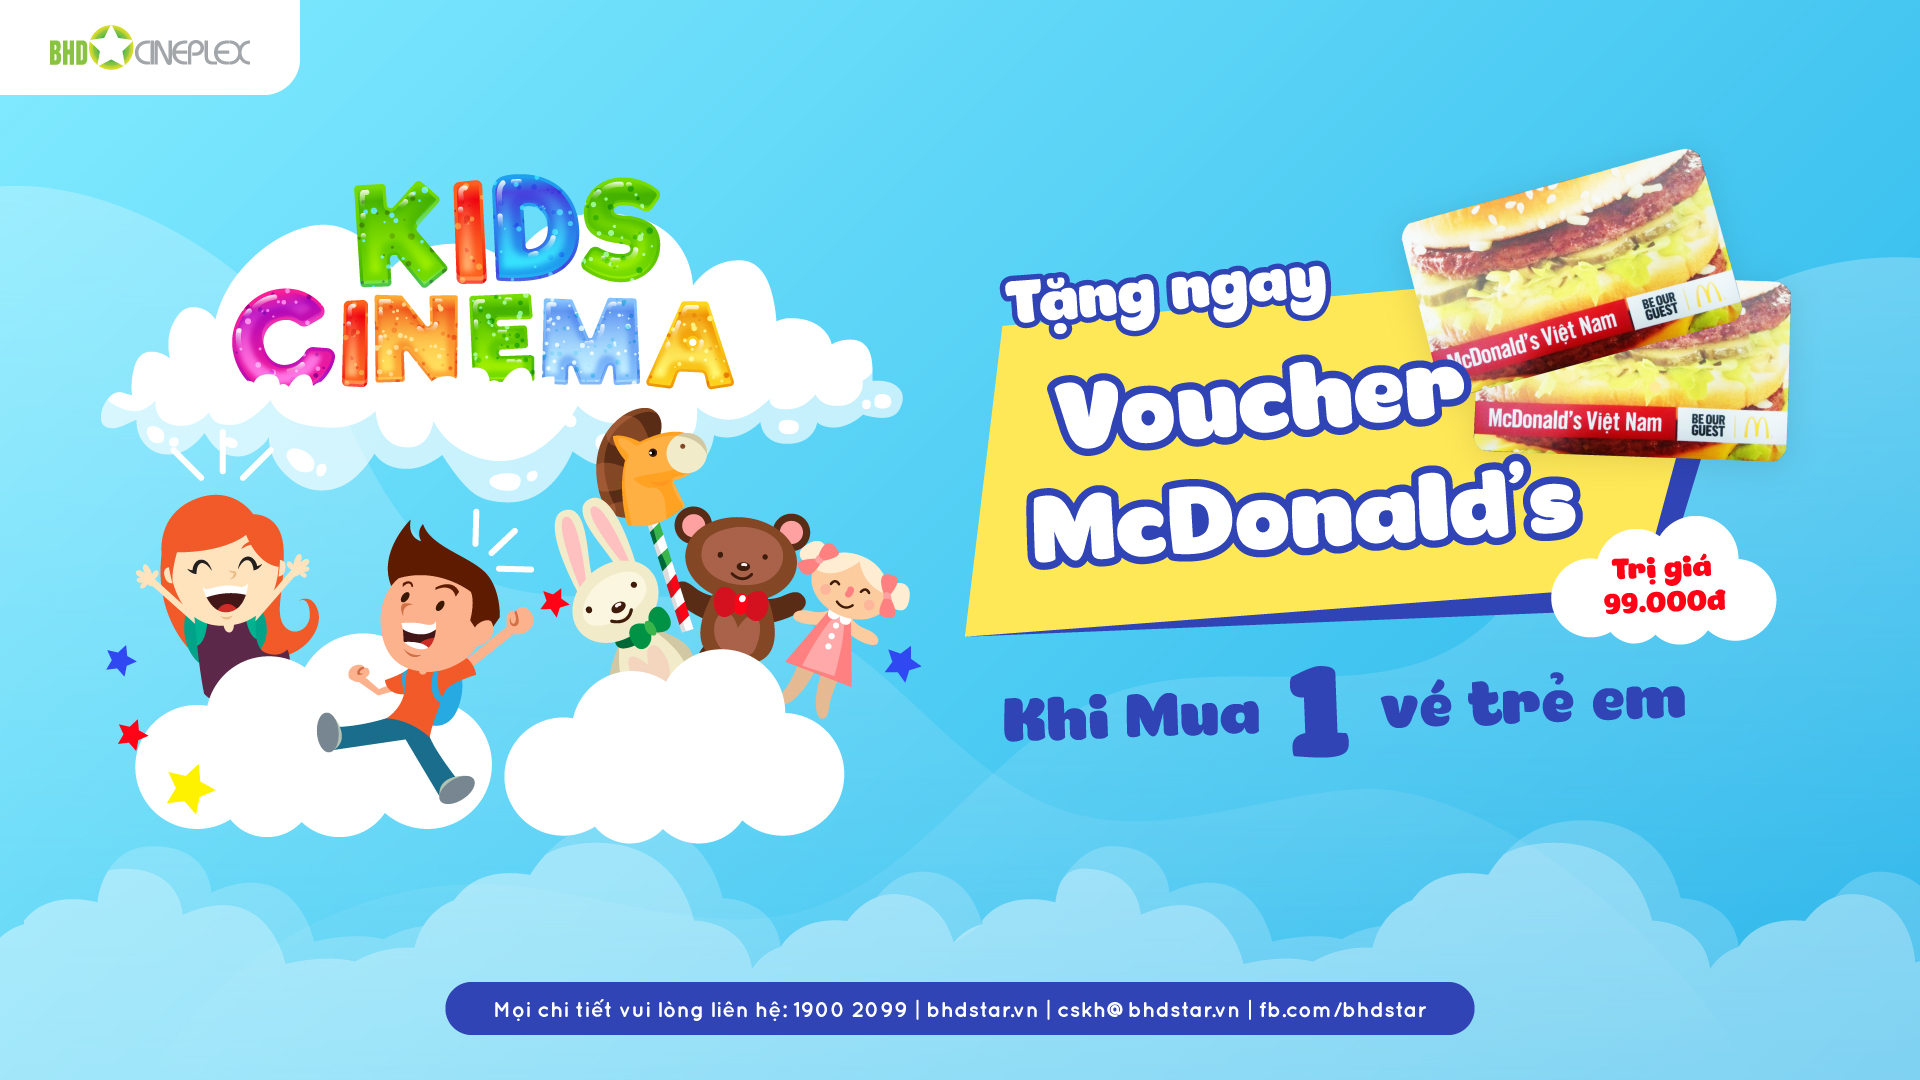 BHD CINEPLEX
KIDS
CINEMA
Tặng ngay
Voucher
McDonald's
McDonald's Việt Nam
BE OUR
GUEST
McDonald's Việt Nam
BE OUR
GUEST
Trị giá
99.000đ
Khi Mua 1 vé trẻ em
Mọi chi tiết vui lòng liên hệ: 1900 2099 | bhdstar.vn | cskh@bhdstar.vn | fb.com/bhdstar